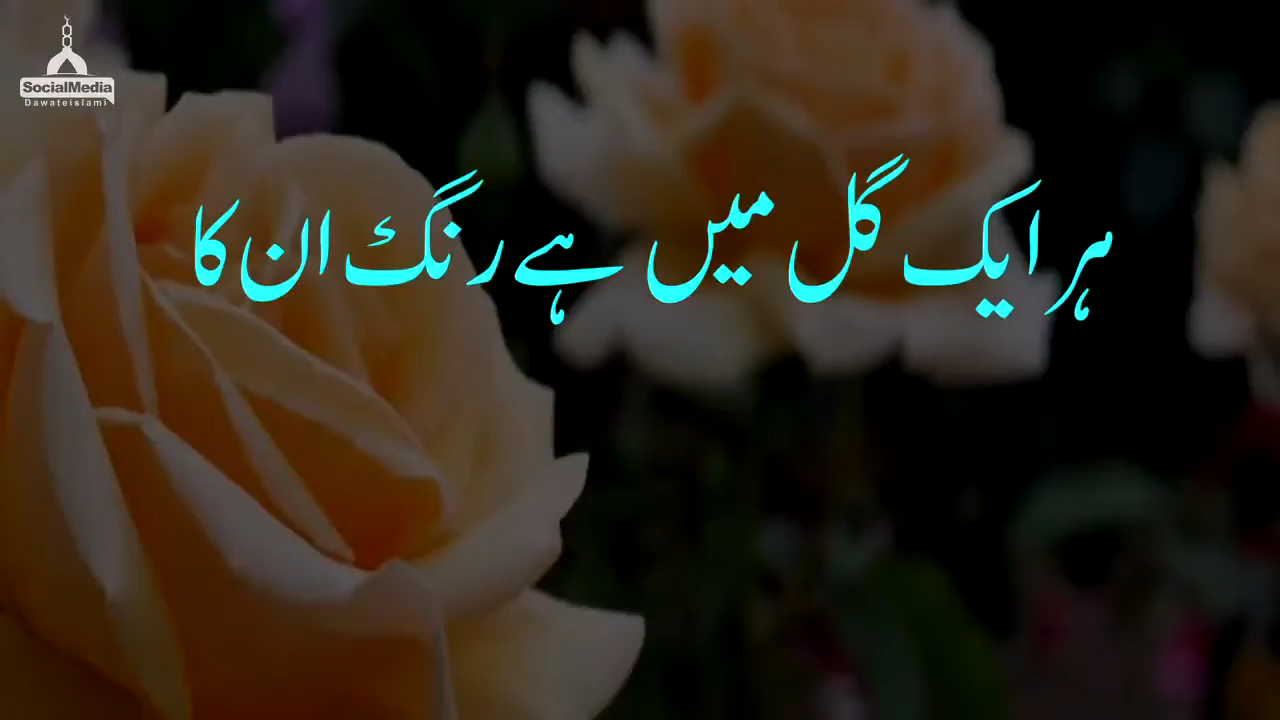 SocialMedia
Dawateislami
ہر ایک گل میں ہے رنگ ان کا